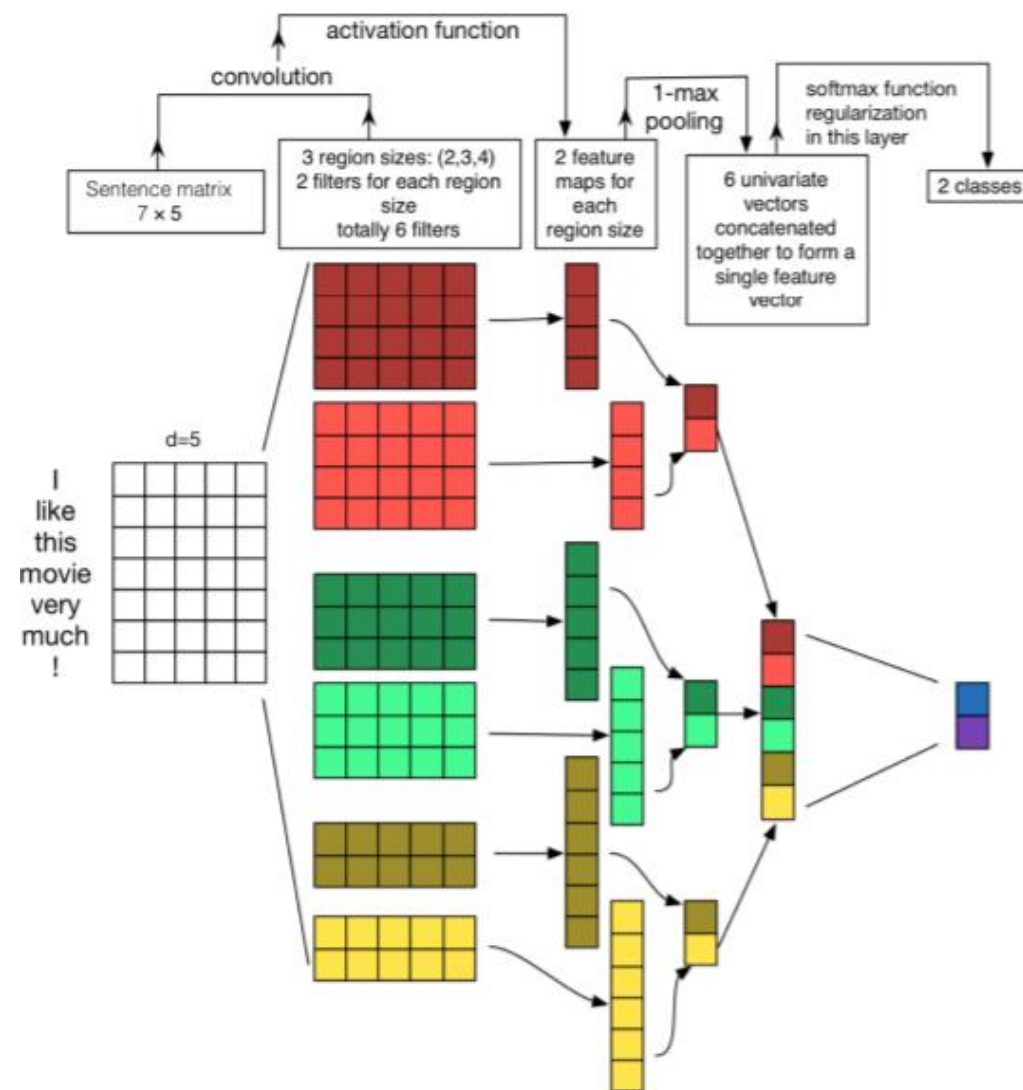 activation function
convolution
1-max
pooling
softmax function
regularization
in this layer
Sentence matrix
7 × 5
3 region sizes: (2,3,4)
2 filters for each region
size
totally 6 filters
2 feature
maps for
each
region size
6 univariate
vectors
concatenated
together to form a
single feature
vector
2 classes
d=5
I
like
this
movie
very
much
!